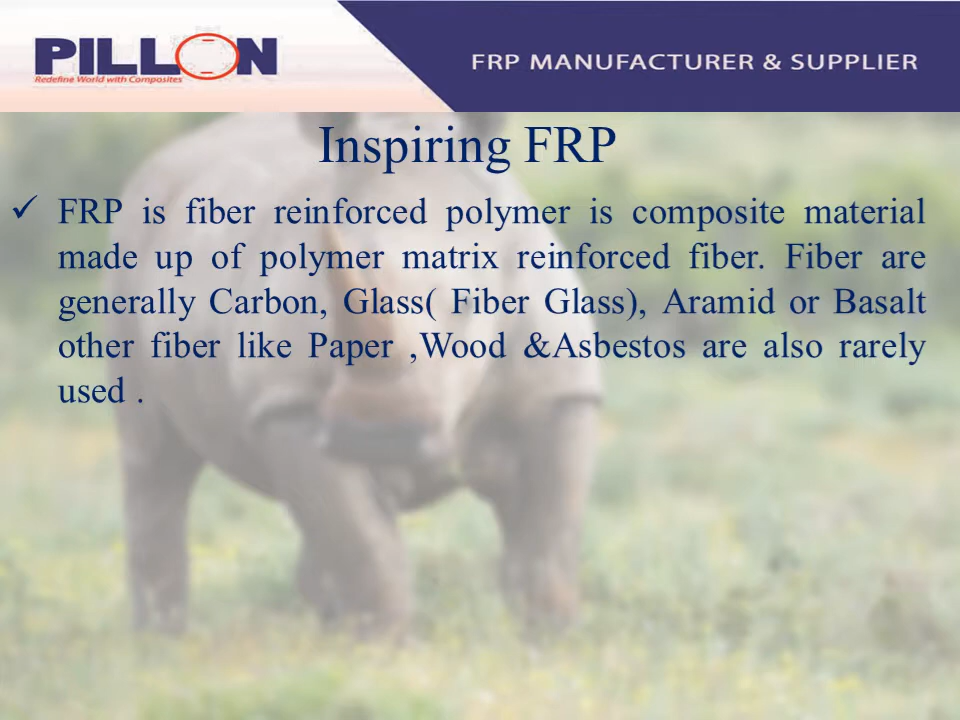 PILLON
Redefine World with Composites
FRP MANUFACTURER & SUPPLIER
Inspiring FRP
✓ FRP is fiber reinforced polymer is composite material
made up of polymer matrix reinforced fiber. Fiber are
generally Carbon, Glass( Fiber Glass), Aramid or Basalt
other fiber like Paper ,Wood &Asbestos are also rarely
used .